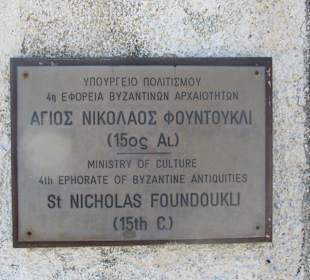 ΥΠΟΥΡΓΕΙΟ ΠΟΛΙΤΙΣΜΟΥ
4η ΕΦΟΡΕΙΑ ΒΥΖΑΝΤΙΝΩΝ ΑΡΧΑΙΟΤΗΤΩΝ
ΑΓΙΟΣ ΝΙΚΟΛΑΟΣ ΦΟΥΝΤΟΥΚΛΙ
(15ος ΑΙ.)
MINISTRY OF CULTURE
4TH EPHORATE OF BYZANTINE ANTIQUITIES
St NICHOLAS FOUNDOUKLI
(15th C.)